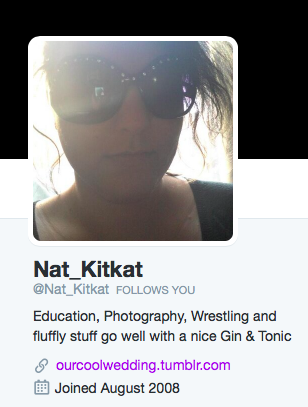 Nat_Kitkat
@Nat_Kitkat FOLLOWS YOU
Education, Photography, Wrestling and
fluffly stuff go well with a nice Gin & Tonic
ourcoolwedding.tumblr.com
Joined August 2008